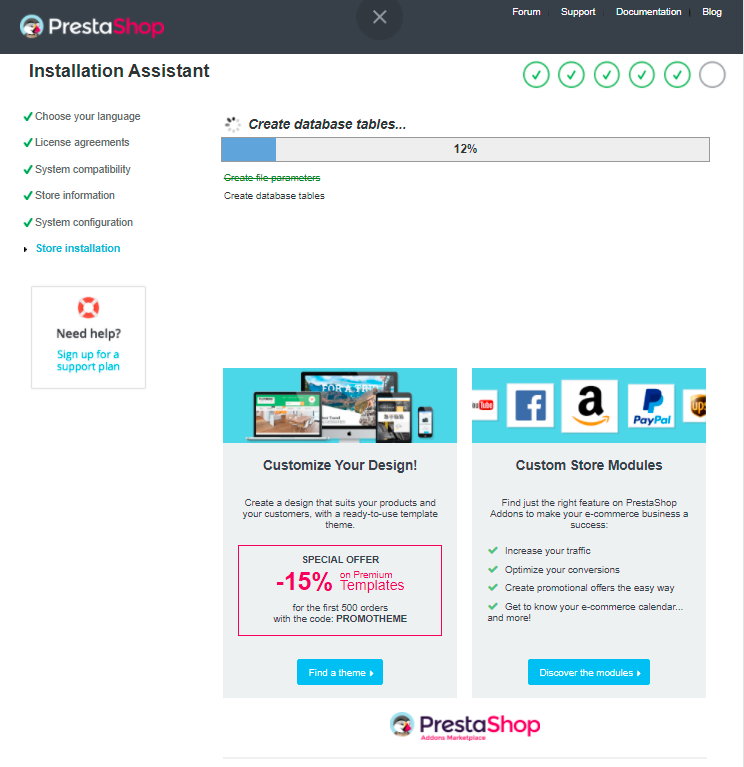 PrestaShop
Forum
Support
Documentation
Blog
Installation Assistant
Choose your language
License agreements
System compatibility
Store information
System configuration
Store installation
Need help?
Sign up for a
support plan
Create database tables...
12%
Create file parameters
Create database tables
FOR A TRI
Customize Your Design!
Create a design that suits your products and
your customers, with a ready-to-use template
theme.
SPECIAL OFFER
-15% on Premium
Templates
for the first 500 orders
with the code: PROMOTHEME
Find a theme
Tube
f
a
PayPal
ups
Custom Store Modules
Find just the right feature on PrestaShop
Addons to make your e-commerce business a
success:
Increase your traffic
Optimize your conversions
Create promotional offers the easy way
Get to know your e-commerce calendar...
and more!
Discover the modules
PrestaShop
Addons Marketplace